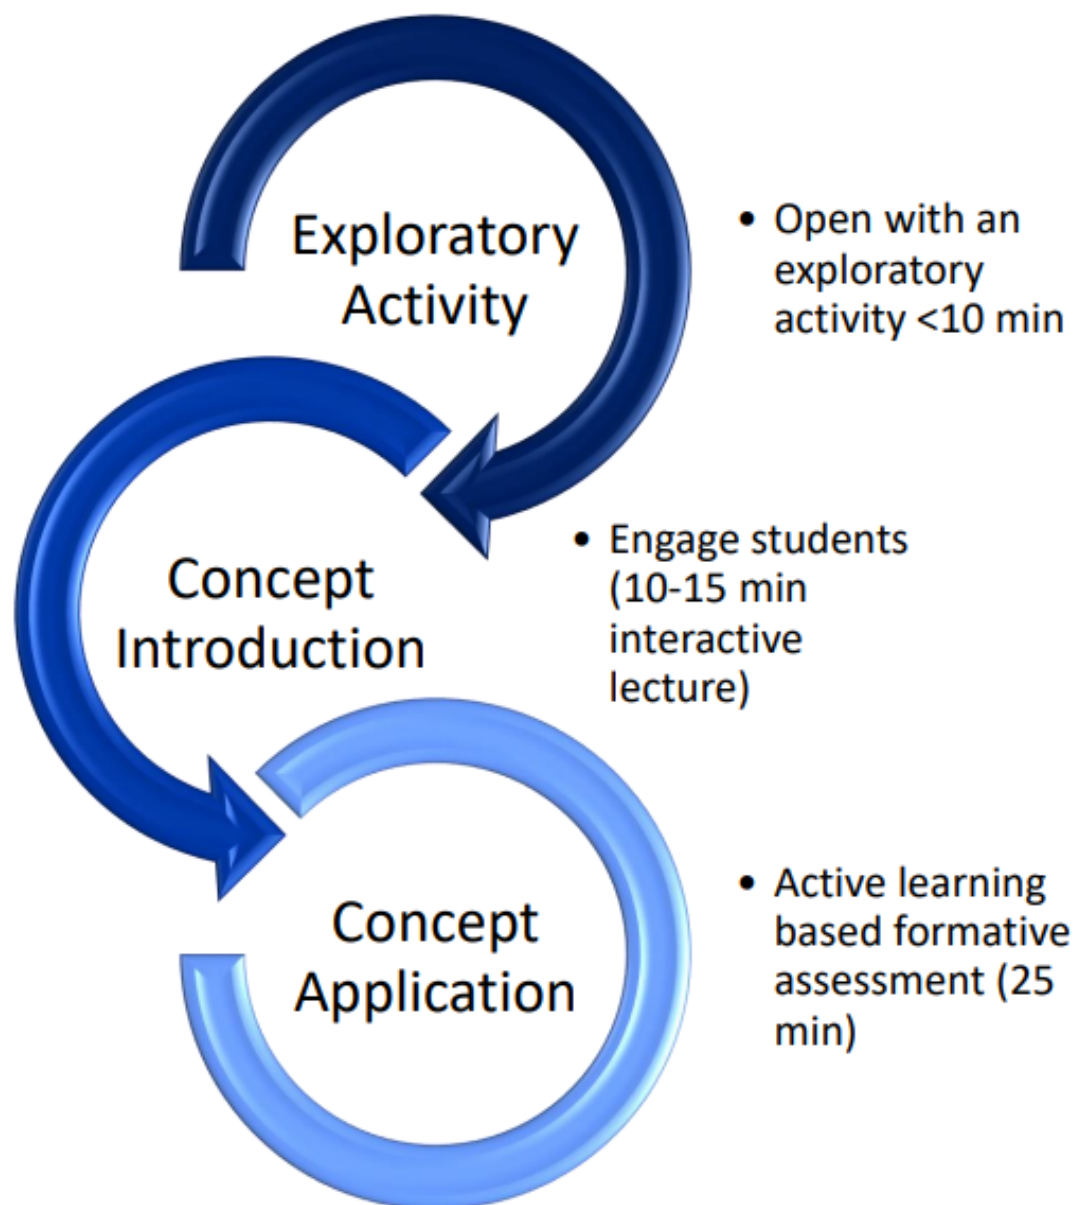 Exploratory
Activity
• Open with an
exploratory
activity <10 min
Concept
Introduction
• Engage students
(10-15 min
interactive
lecture)
Concept
Application
• Active learning
based formative
assessment (25
min)